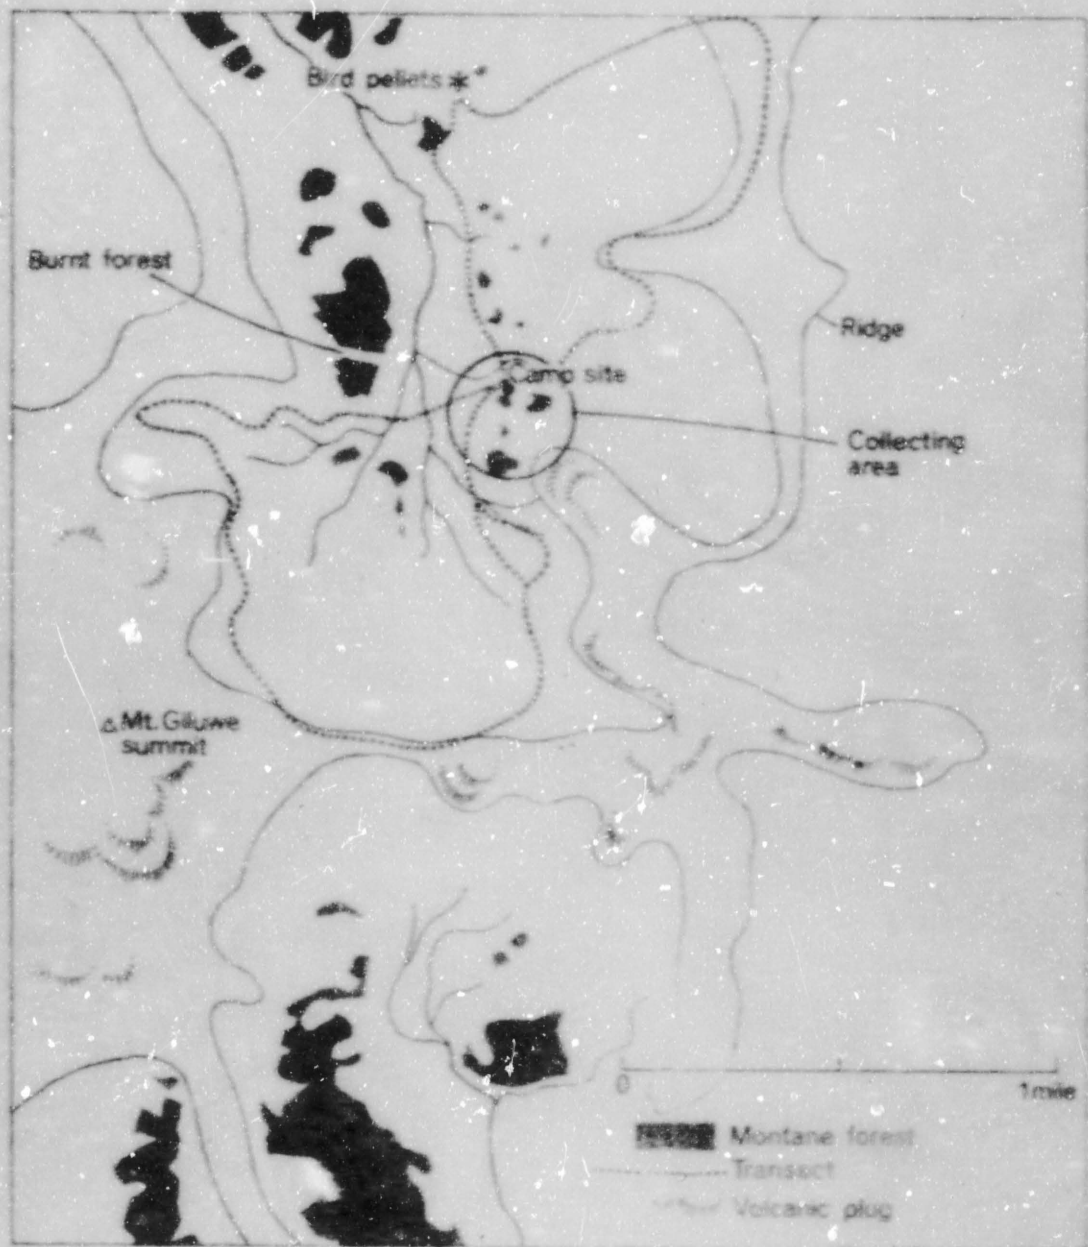 Bird pellets *
Burnt forest
Ridge
Camp site
Collecting
area
Mt. Giluwe
summit
0
1 mile
Montane forest
Transect
Volcanic plug